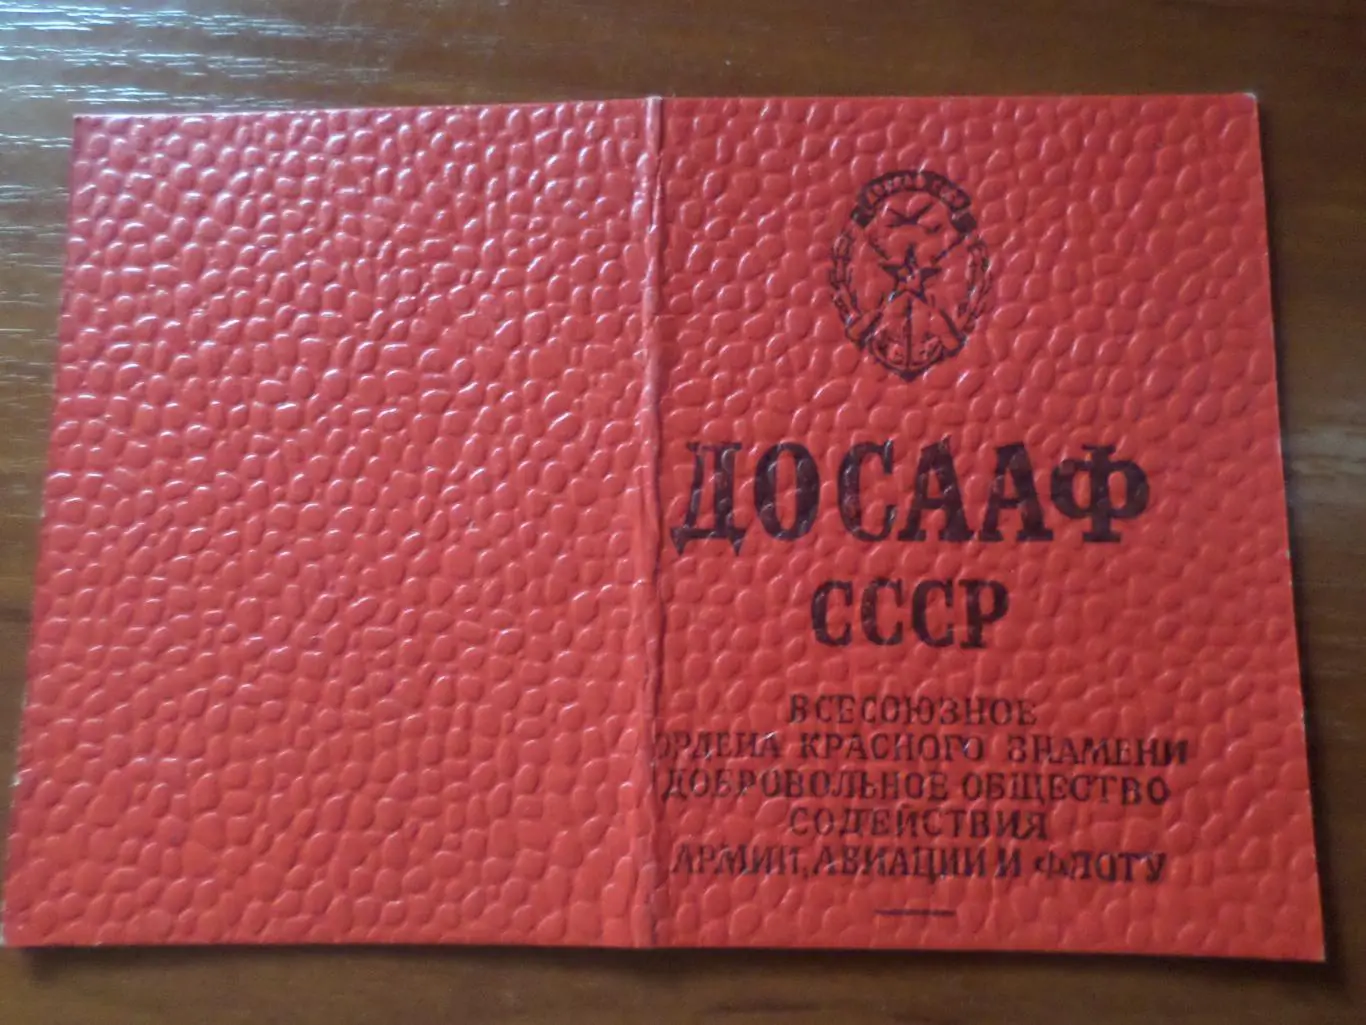 ДОСААФ
СССР
ВСЕСОЮЗНОЕ
ОРДЕНА КРАСНОГО ЗНАМЕНИ
ДОБРОВОЛЬНОЕ ОБЩЕСТВО
СОДЕЙСТВИЯ
АРМИИ, АВИАЦИИ И ФЛОТУ